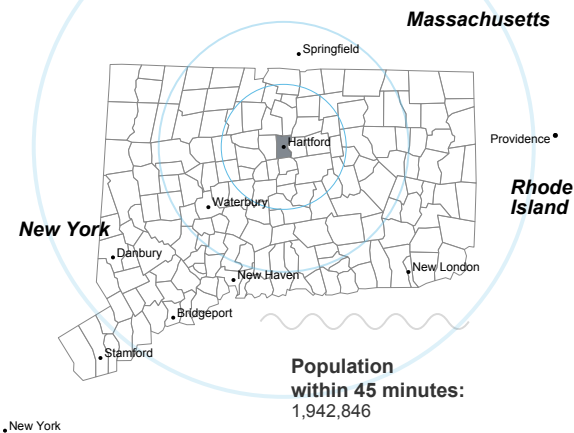 Massachusetts
Springfield
Hartford
Providence
Rhode
Island
Waterbury
New York
Danbury
New London
New Haven
Bridgeport
Stamford
Population
within 45 minutes:
1,942,846
New York